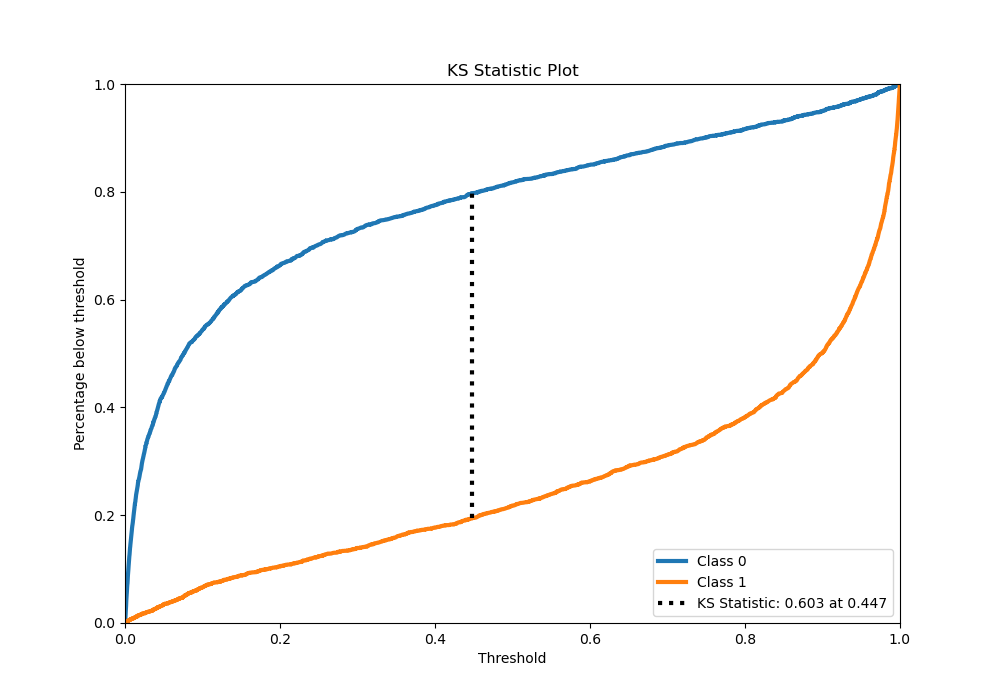 KS Statistic Plot
1.0
0.8
0.6
0.4
0.2
0.0
Percentage below threshold
0.0 0.2 0.4 0.6 0.8 1.0
Threshold
Class 0
Class 1
KS Statistic: 0.603 at 0.447